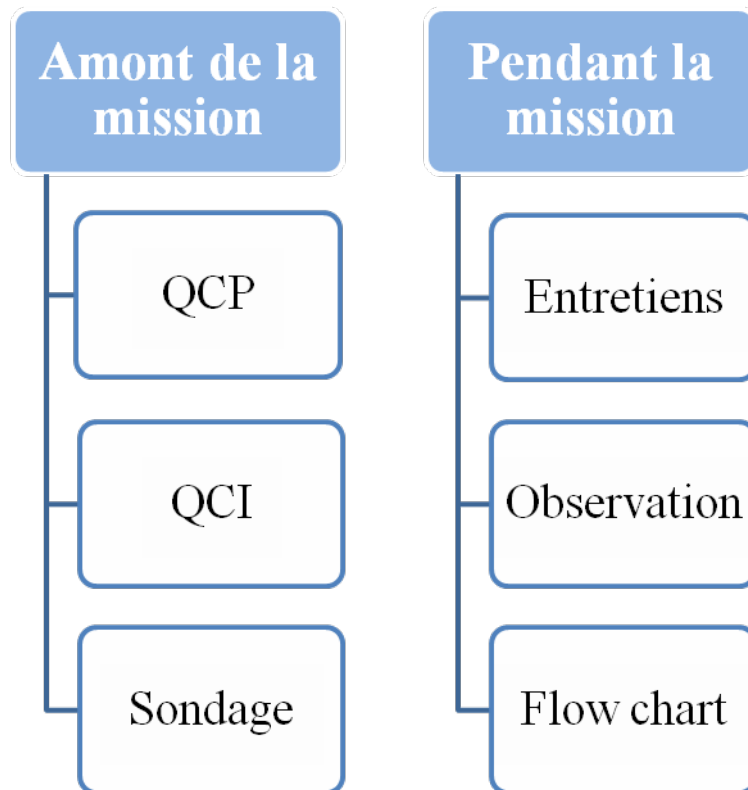 Amont de la
mission
QCP
QCI
Sondage
Pendant la
mission
Entretiens
Observation
Flow chart